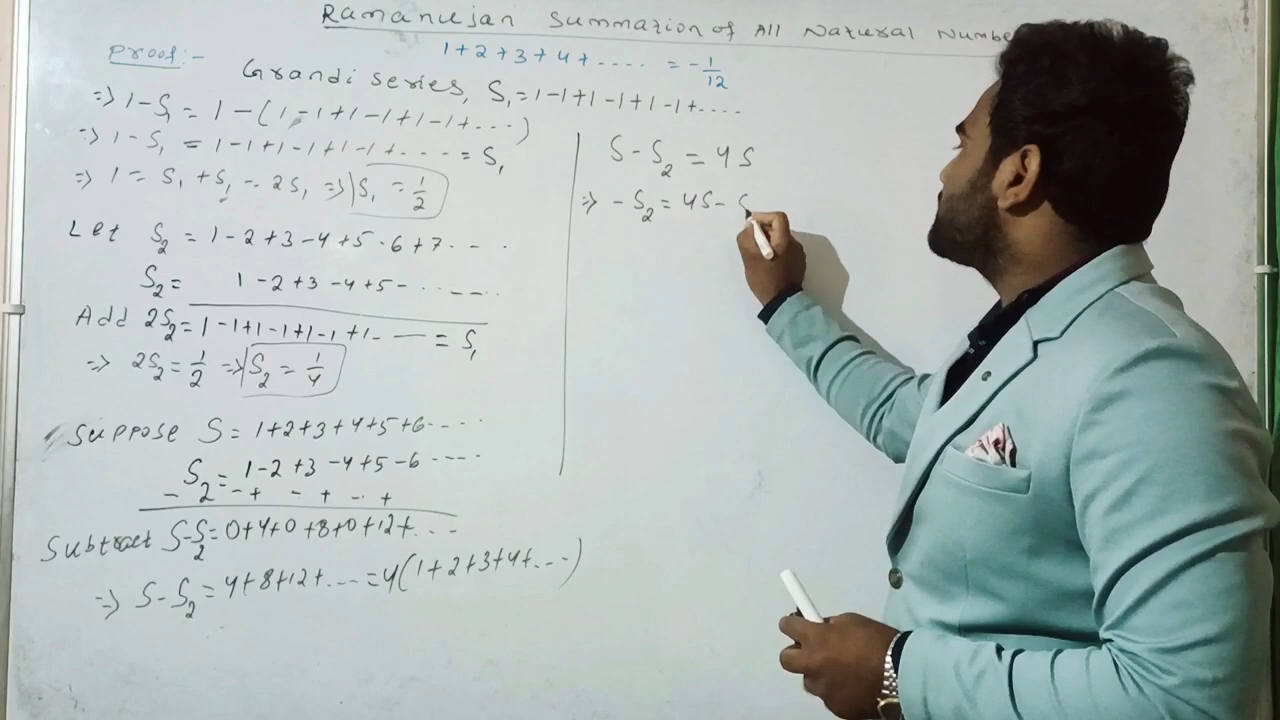 Ramanujan Summation of All Natural Numbe
Proof:-
1+2+3+4+..... = -1/12
Grandi series, S₁=1-1+1-1+1-1+....
=> 1-S₁ = 1-(1-1+1-1+1-1+...)
=> 1-S₁ = 1-1+1-1+1-1+..... = S₁
=> 1 = S₁+S₁ = 2S₁ => S₁ = 1/2
Let S₂ = 1-2+3-4+5-6+7....
S₂ = 1-2+3-4+5-......
Add 2S₂=1-1+1-1+1-1+1..— = S₁
=> 2S₂=1/2 => S₂ = 1/4
Suppose S = 1+2+3+4+5+6....
S₂ = 1-2+3-4+5-6 ....
- - + - + - +
Subtract S-S₂=0+4+0+8+0+12+...
=> S-S₂ = 4+8+12+.... = 4(1+2+3+4+...)
S-S₂ = 4S
=> -S₂ = 4S-S